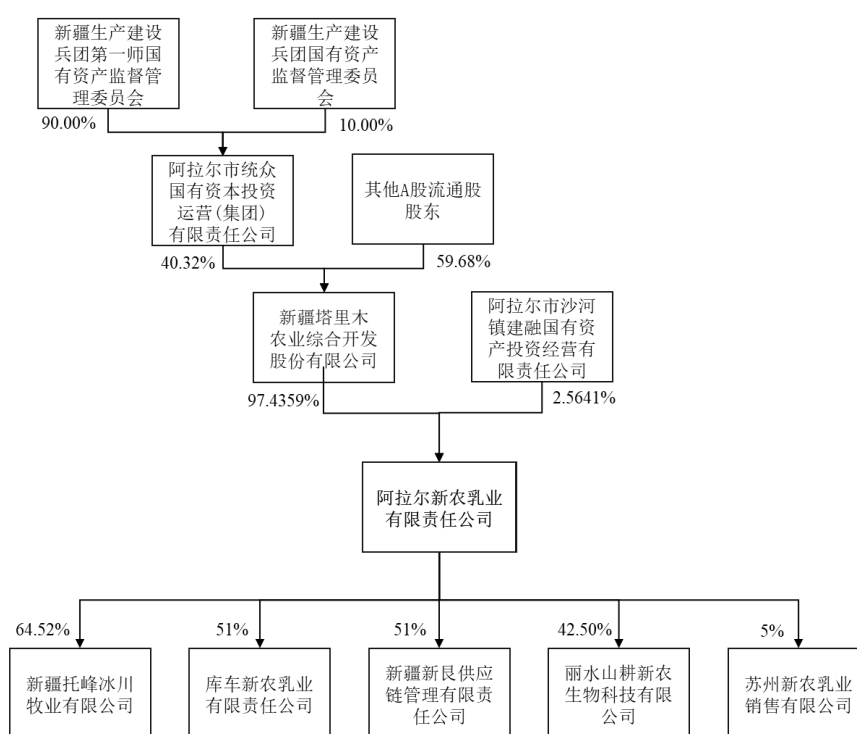 新疆生产建设
兵团第一师国
有资产监督管
理委员会
新疆生产建设
兵团国有资产
监督管理委员
会
90.00%
10.00%
阿拉尔市统众
国有资本投资
运营(集团)
有限责任公司
其他A股流通股
股东
40.32%
59.68%
新疆塔里木
农业综合开发
股份有限公司
阿拉尔市沙河
镇建融国有资
产投资经营有
限责任公司
97.4359%
2.5641%
阿拉尔新农乳业
有限责任公司
64.52%
51%
51%
42.50%
5%
新疆托峰冰川
牧业有限公司
库车新农乳业
有限责任公司
新疆新艮供应
链管理有限责
任公司
丽水山耕新农
生物科技有限公
司
苏州新农乳业
销售有限公司